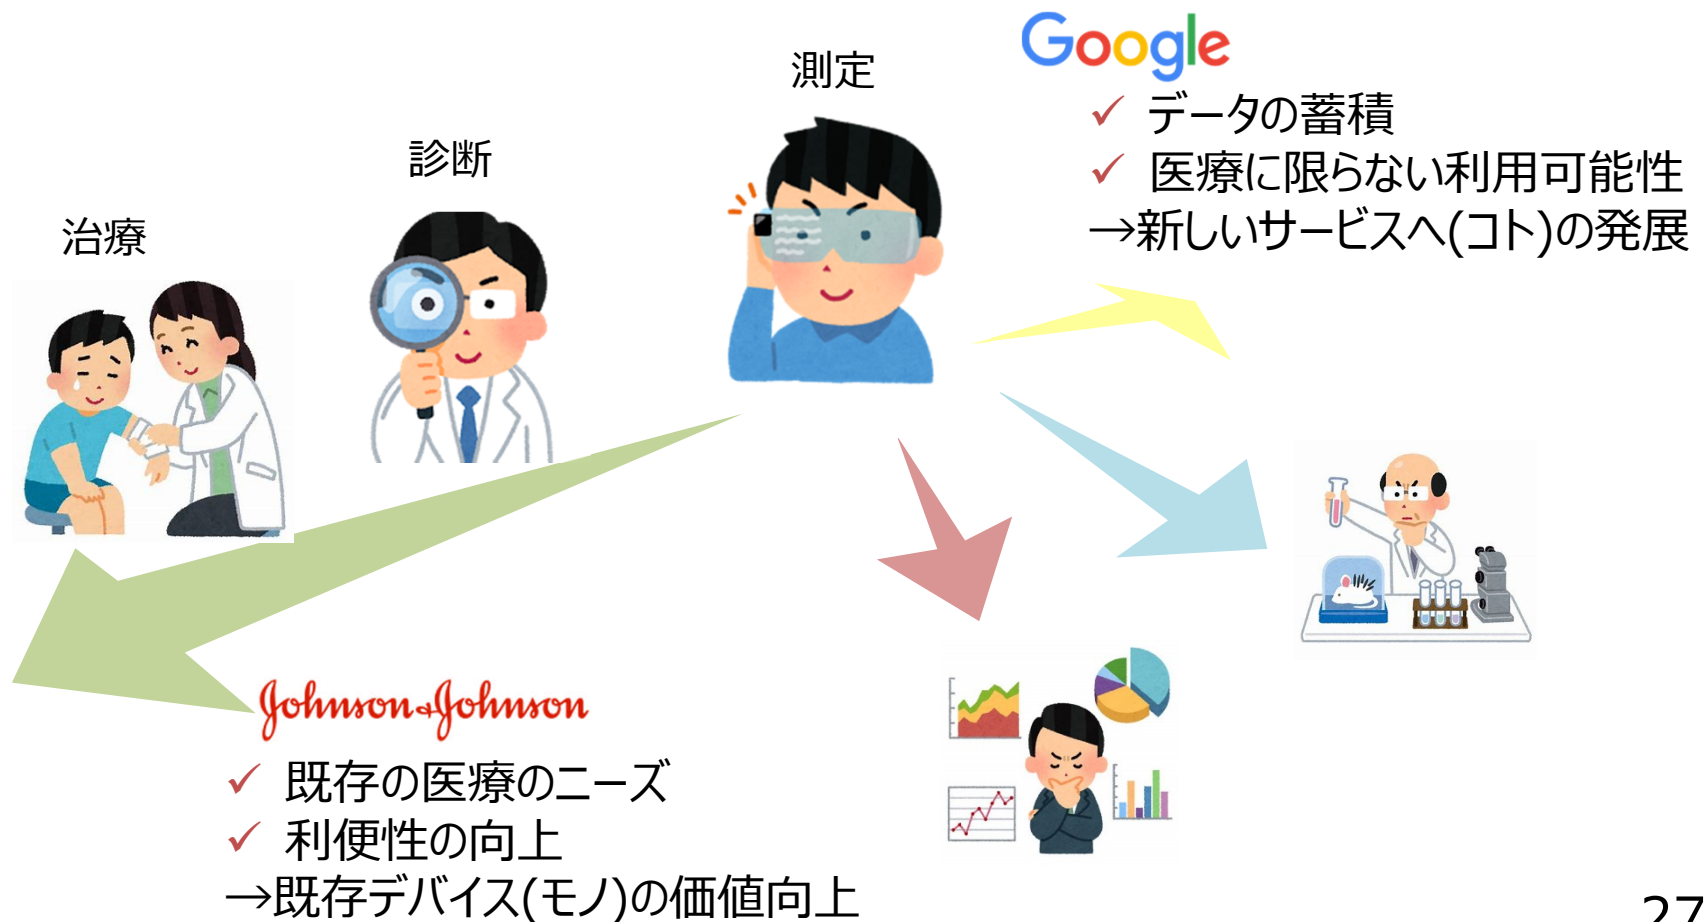 Google
測定
✓ データの蓄積
✓ 医療に限らない利用可能性
→新しいサービスへ(コト)の発展
診断
治療
Johnson&Johnson
✓ 既存の医療のニーズ
✓ 利便性の向上
→既存デバイス(モノ)の価値向上
27